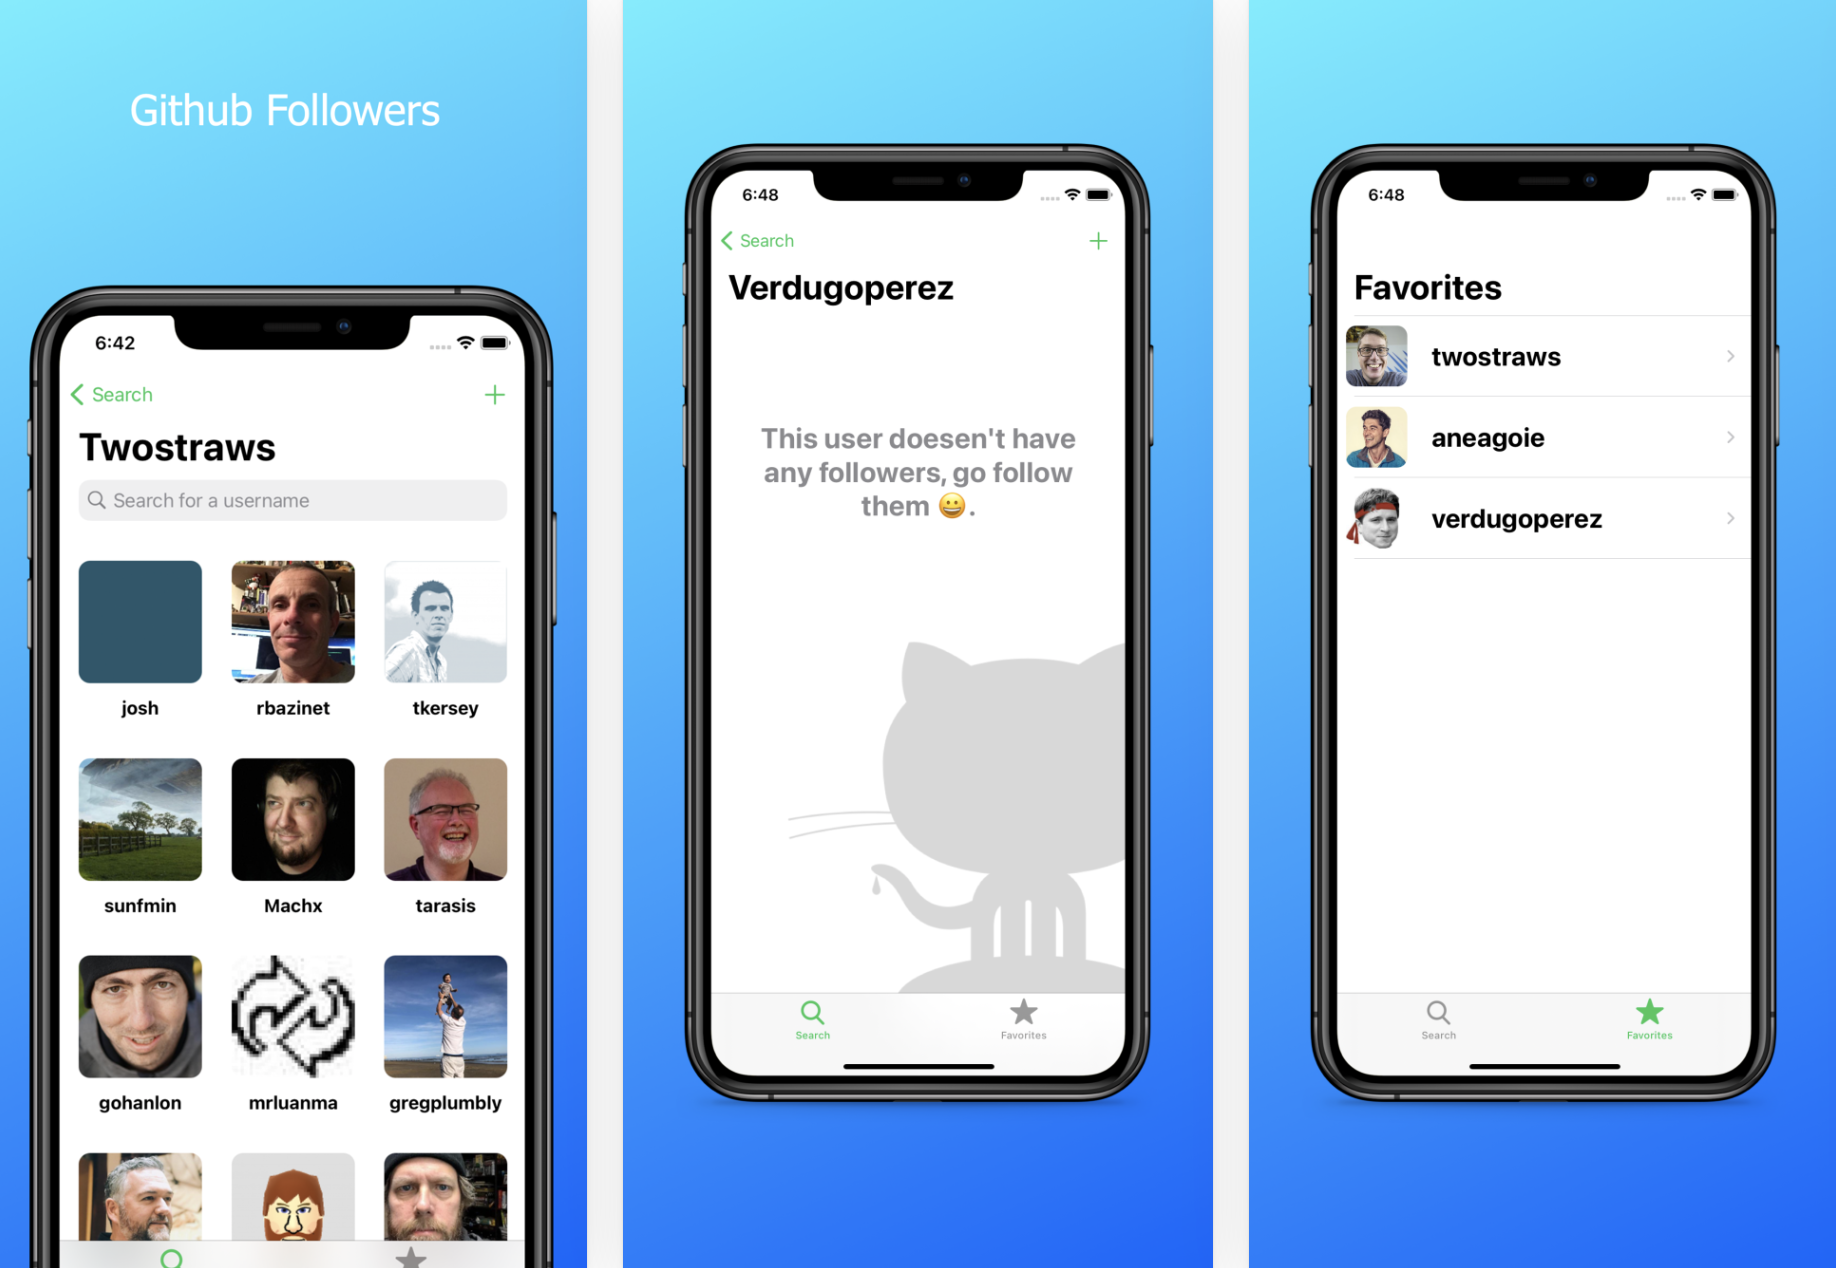 Github Followers
6:42
Search
Twostraws
Search for a username
josh
rbazinet
tkersey
sunfmin
Machx
tarasis
gohanlon
mrluanma
gregplumbly
6:48
Search
Verdugoperez
This user doesen't have
any followers, go follow
them 😀.
Search
Favorites
6:48
Favorites
twostraws
aneagoie
verdugoperez
Search
Favorites